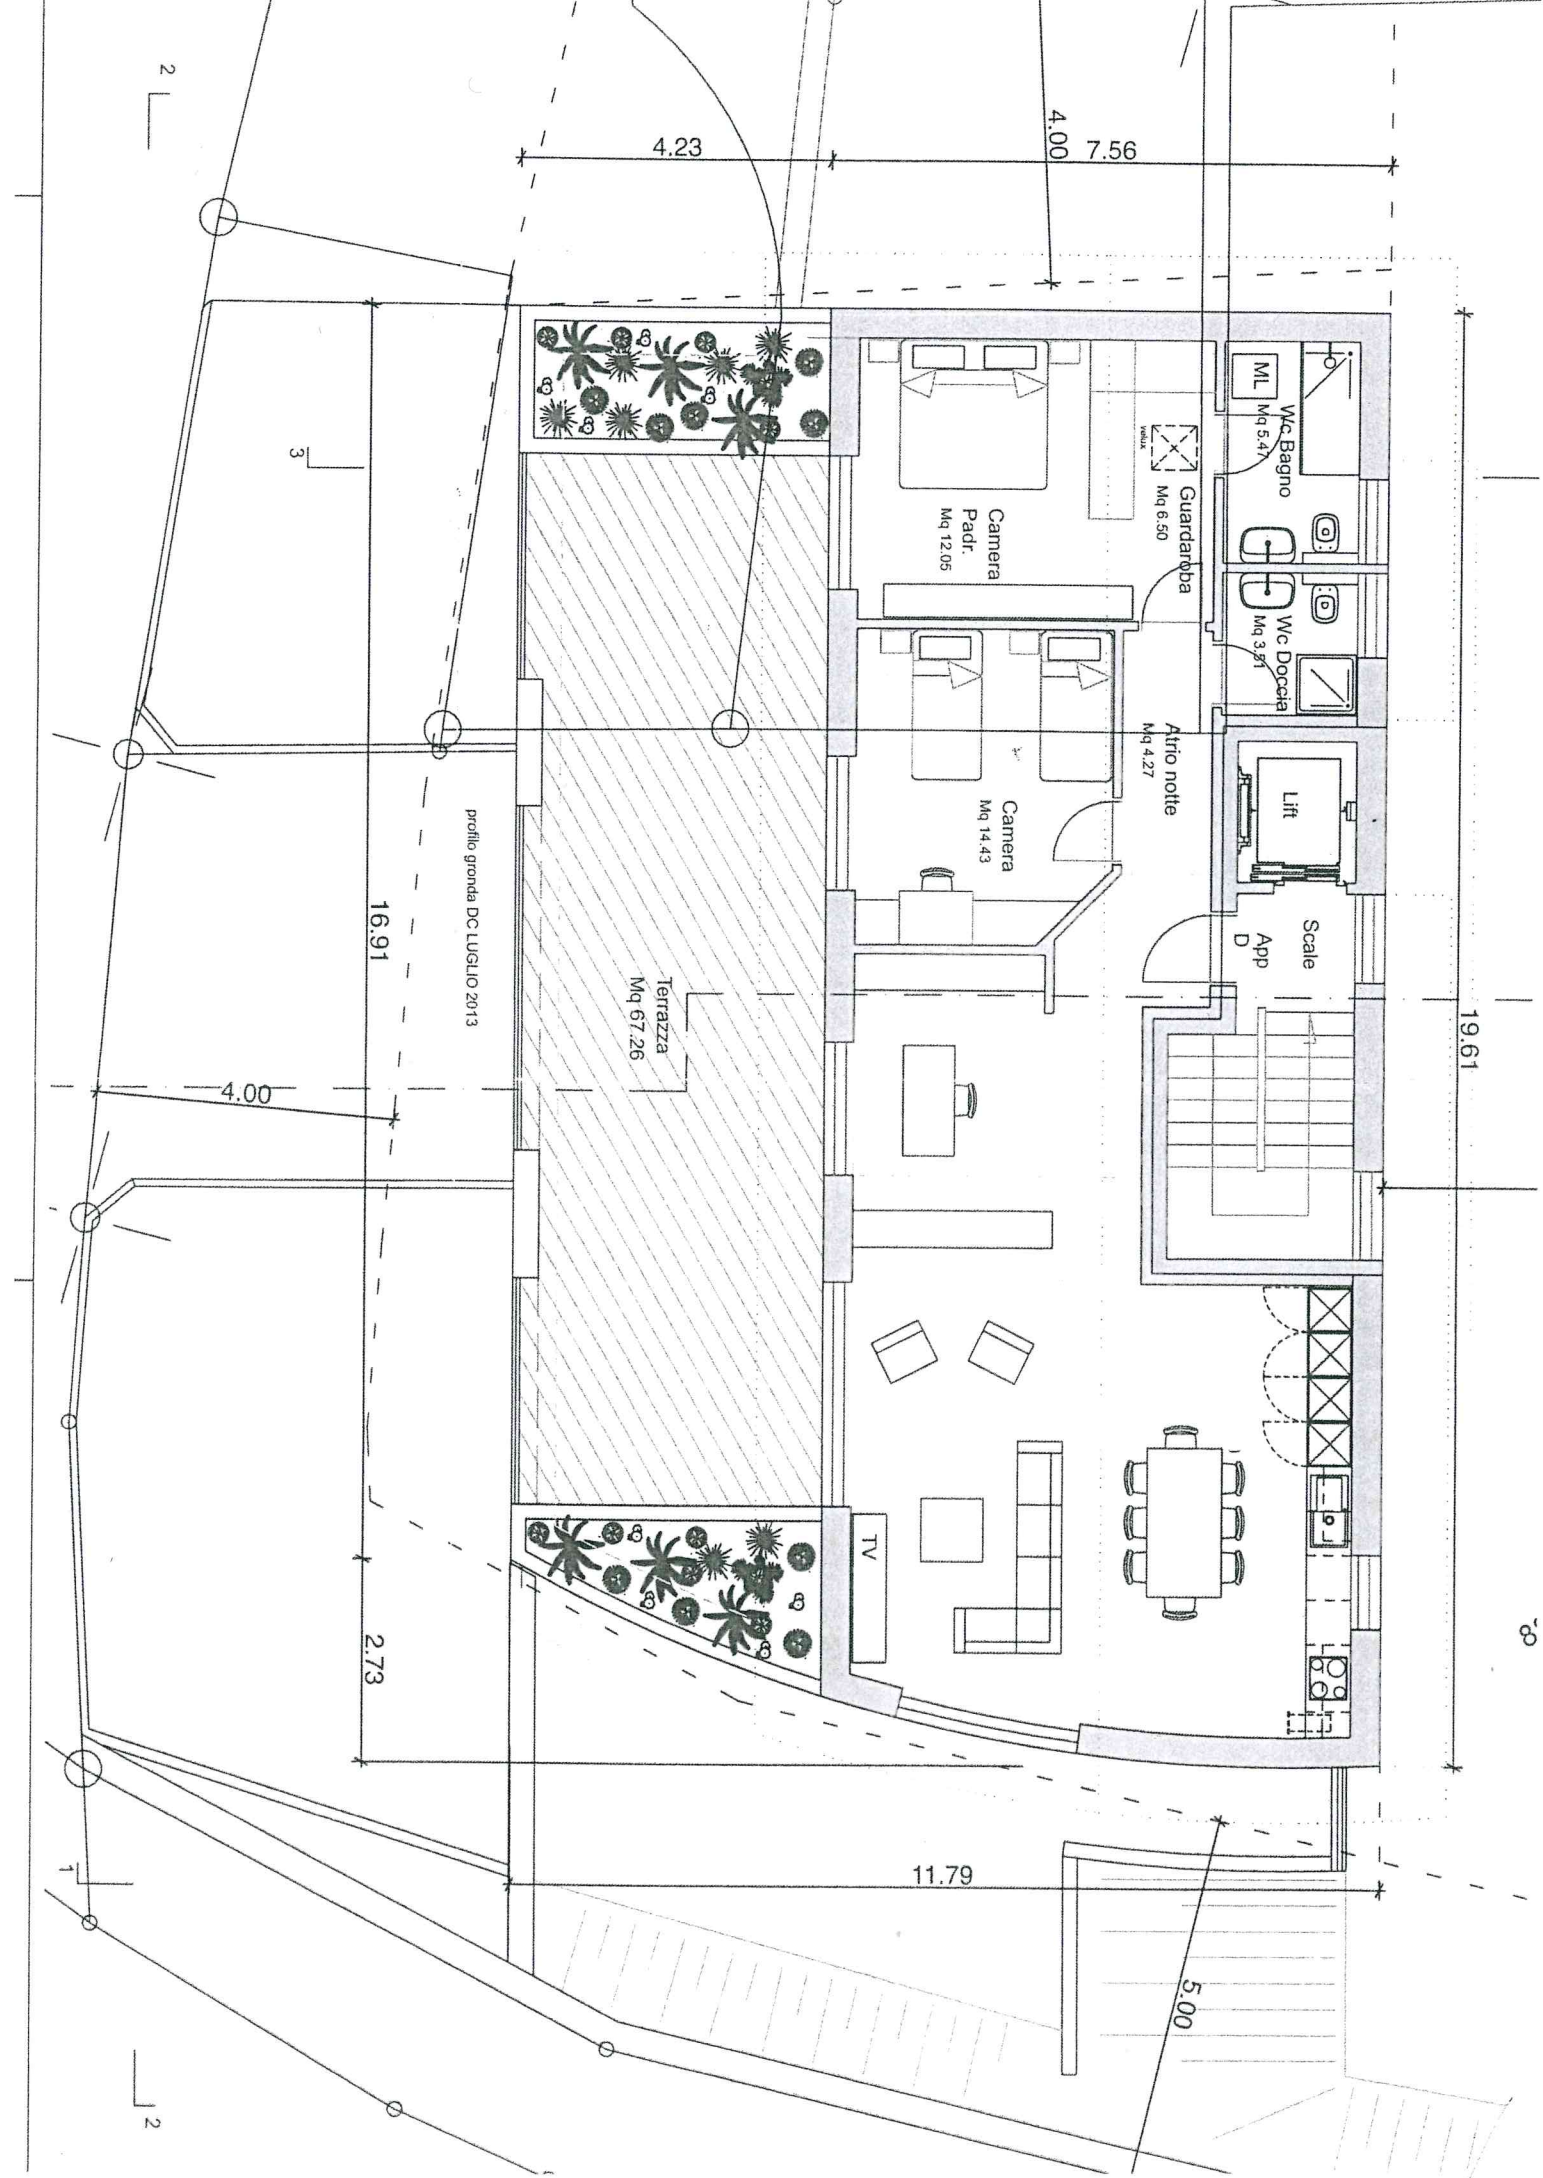 2
4.23
4.00
7.56
ML
Wc Bagno
Mq 5.47
velux
Guardaroba
Mq 6.50
Camera
Padr.
Mq 12.05
3
Wc Doccia
Mq 3.51
Atrio notte
Mq 4.27
Lift
Camera
Mq 14.43
Scale
App
D
profilo gronda DC LUGLIO 2013
16.91
Terrazza
Mq 67.26
19.61
4.00
TV
2.73
11.79
1
5.00
2